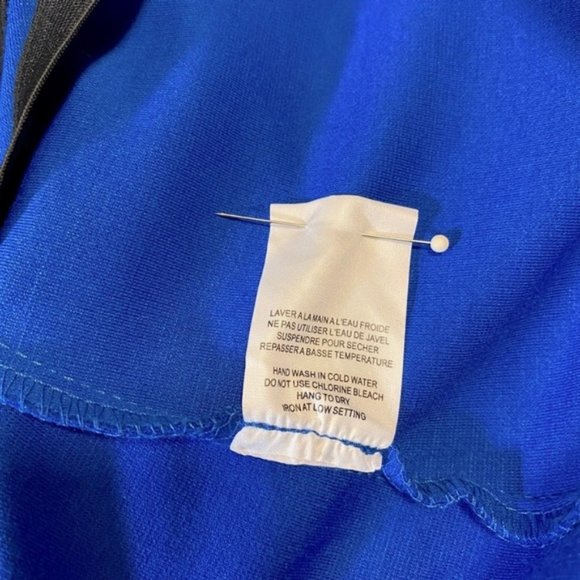 LAVER A LA MAIN A L'EAU FROIDE
NE PAS UTILISER L'EAU DE JAVEL
SUSPENDRE POUR SECHER
REPASSER A BASSE TEMPERATURE
HAND WASH IN COLD WATER
DO NOT USE CHLORINE BLEACH
HANG TO DRY
IRON AT LOW SETTING